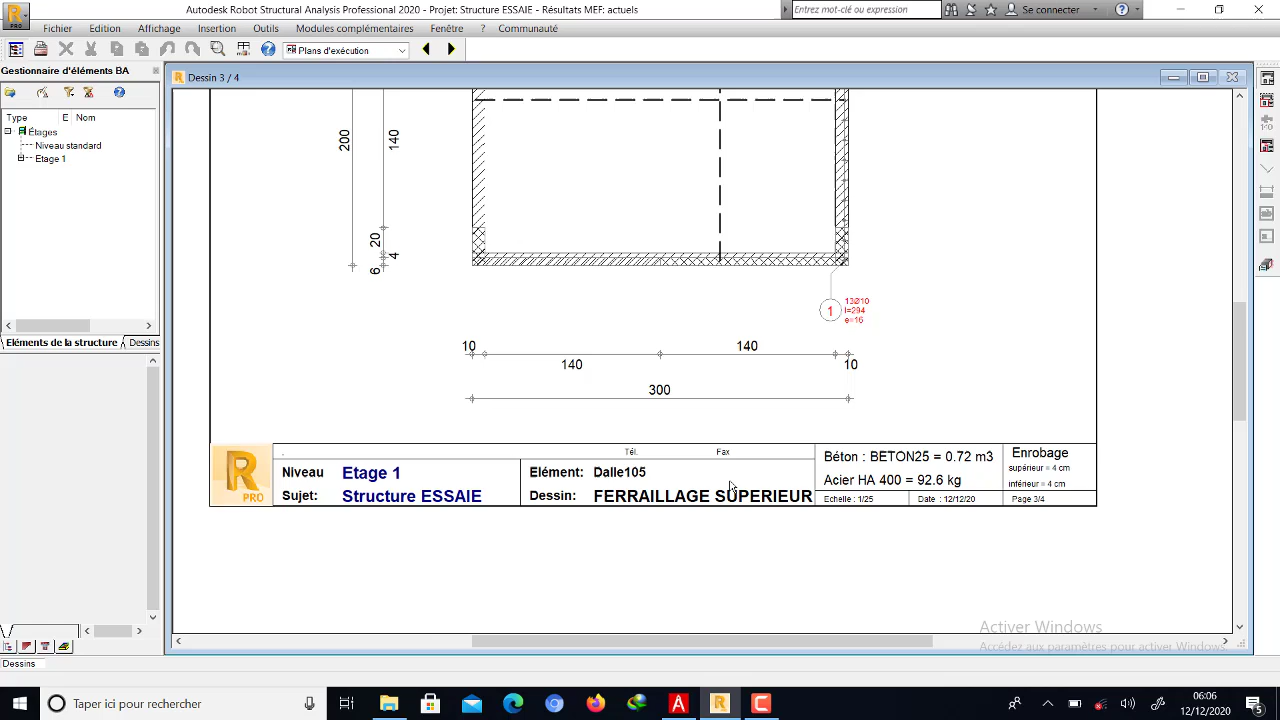 Autodesk Robot Structural Analysis Professional 2020 - Projet: Structure ESSAIE - Résultats MEF: actuels
Entrez mot-clé ou expression
Se connecter
PRO
Fichier Edition Affichage Insertion Outils Modules complémentaires Fenêtre ? Communauté
Plans d'exécution
Gestionnaire d'éléments BA
Dessin 3 / 4
Type E Nom
Étages
Niveau standard
Etage 1
Eléments de la structure Dessins
Dessins
200
140
20
4
6
1
13Ø10
l=294
e=16
10
140
140
10
300
Tél. Fax
Niveau Etage 1
Sujet: Structure ESSAIE
Elément: Dalle105
Dessin: FERRAILLAGE SUPERIEUR
Béton : BETON25 = 0.72 m3
Acier HA 400 = 92.6 kg
Echelle : 1/25 Date : 12/12/20
Enrobage
supérieur = 4 cm
inférieur = 4 cm
Page 3/4
R
PRO
Activer Windows
Accédez aux paramètres pour activer Windows.
Taper ici pour rechercher
06:06
12/12/2020
5